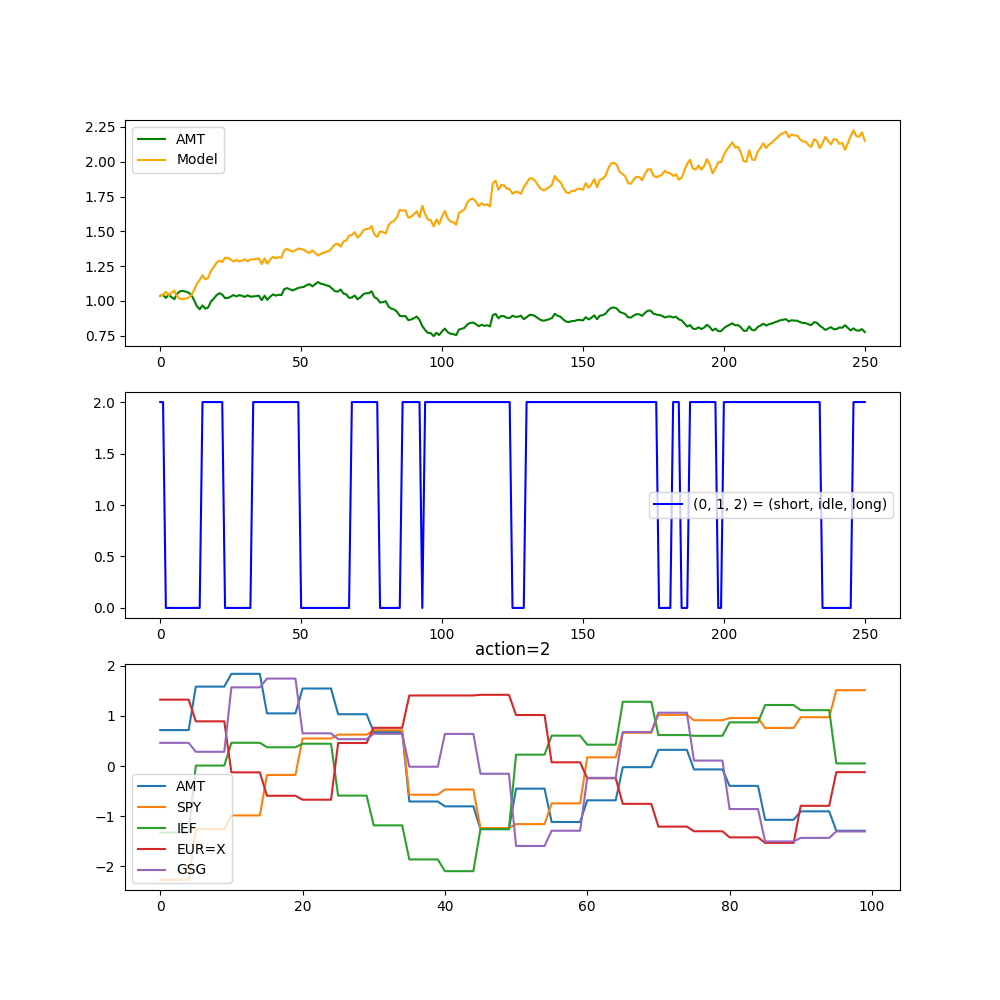 2.25
2.00
1.75
1.50
1.25
1.00
0.75
AMT
Model
0 50 100 150 200 250
2.0
1.5
1.0
0.5
0.0
(0, 1, 2) = (short, idle, long)
0 50 100 150 200 250
action=2
2
1
0
−1
−2
AMT
SPY
IEF
EUR=X
GSG
0 20 40 60 80 100